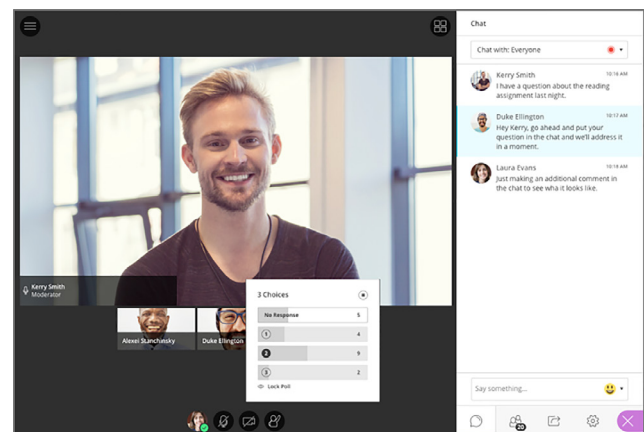 Kerry Smith
Moderator
Alexei Stanchinsky
Duke Ellington
3 Choices
No Response 5
1 4
2 9
3 2
Lock Poll
Chat
Chat with: Everyone
Kerry Smith 10:16 AM
I have a question about the reading
assignment last night.
Duke Ellington 10:17 AM
Hey Kerry, go ahead and put your
question in the chat and we'll address it
in a moment.
Laura Evans 10:18 AM
Just making an additional comment in
the chat to see wha it looks like.
Say something...
20